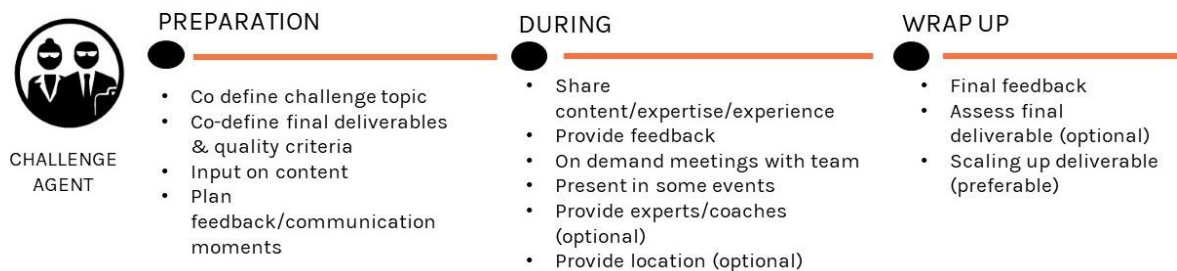 CHALLENGE
AGENT
PREPARATION
• Co define challenge topic
• Co-define final deliverables
& quality criteria
• Input on content
• Plan
feedback/communication
moments
DURING
• Share
content/expertise/experience
• Provide feedback
• On demand meetings with team
• Present in some events
• Provide experts/coaches
(optional)
• Provide location (optional)
WRAP UP
• Final feedback
• Assess final
deliverable (optional)
• Scaling up deliverable
(preferable)